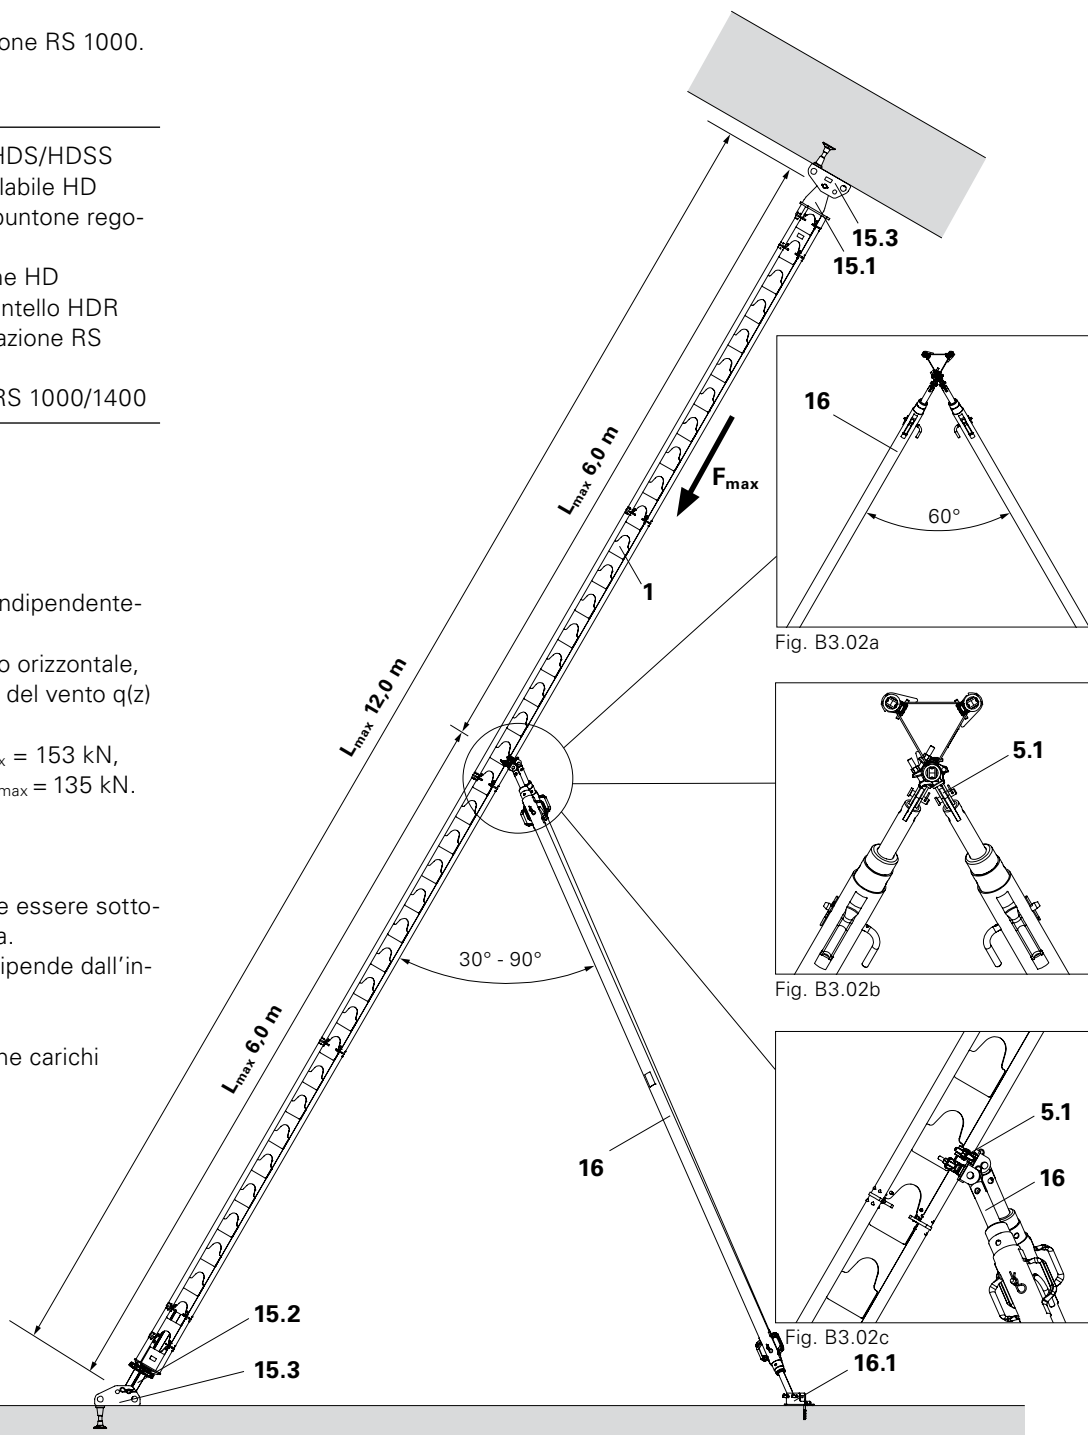 one RS 1000.
HDS/HDSS
labile HD
puntone rego-
ne HD
ntello HDR
azione RS
RS 1000/1400
ndipendente-
o orizzontale,
del vento q(z)
x = 153 kN,
max = 135 kN.
e essere sotto-
a.
ipende dall'in-
ne carichi
15.3
15.1
Lmax 6,0 m
Fmax
1
Lmax 12,0 m
30° - 90°
Lmax 6,0 m
16
15.2
15.3
16.1
16
60°
Fig. B3.02a
5.1
Fig. B3.02b
5.1
16
Fig. B3.02c